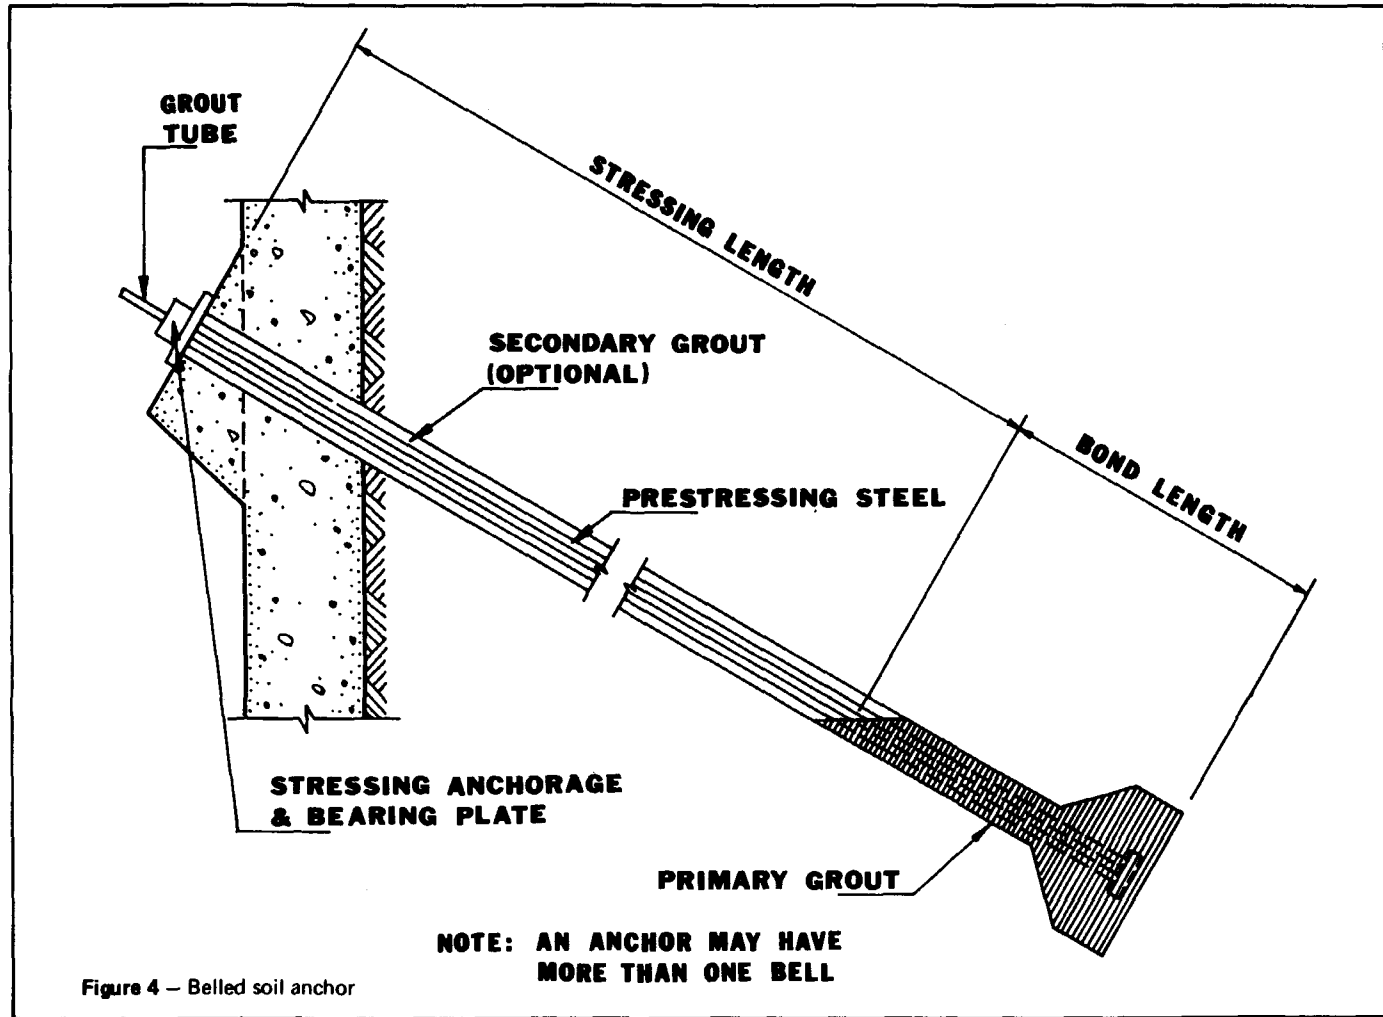 GROUT
TUBE
STRESSING LENGTH
SECONDARY GROUT
(OPTIONAL)
BOND LENGTH
PRESTRESSING STEEL
STRESSING ANCHORAGE
& BEARING PLATE
PRIMARY GROUT
NOTE: AN ANCHOR MAY HAVE
MORE THAN ONE BELL
Figure 4 – Belled soil anchor